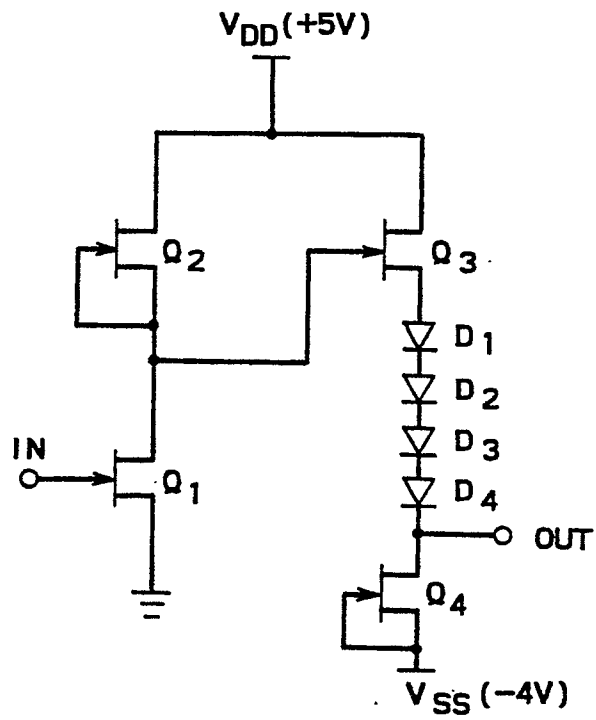 VDD (+5V)
Q2
Q3
D1
D2
IN
D3
Q1
D4
OUT
Q4
VSS (-4V)